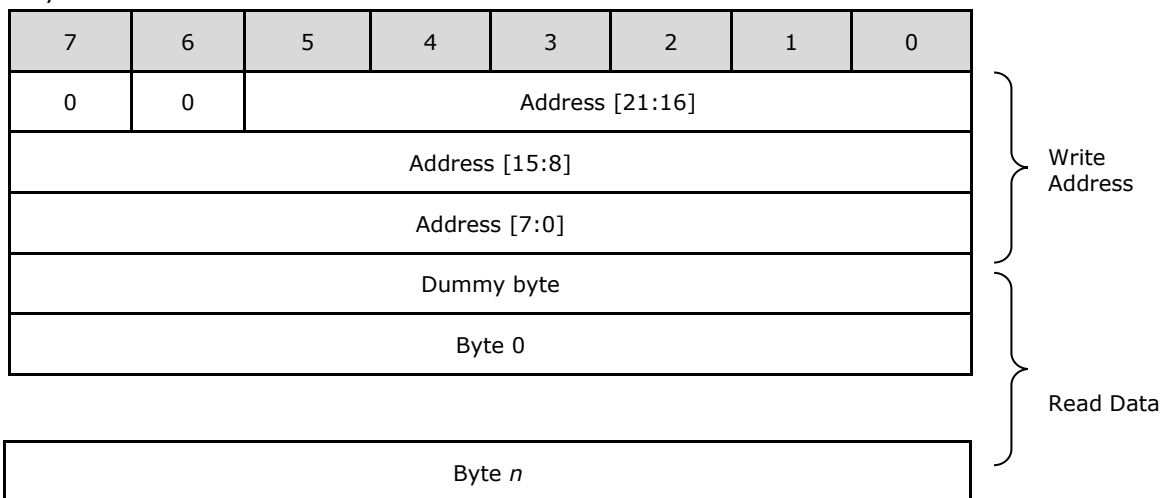 7 6 5 4 3 2 1 0
0 0 Address [21:16]
Address [15:8]
Write
Address
Address [7:0]
Dummy byte
Byte 0
Read Data
Byte n